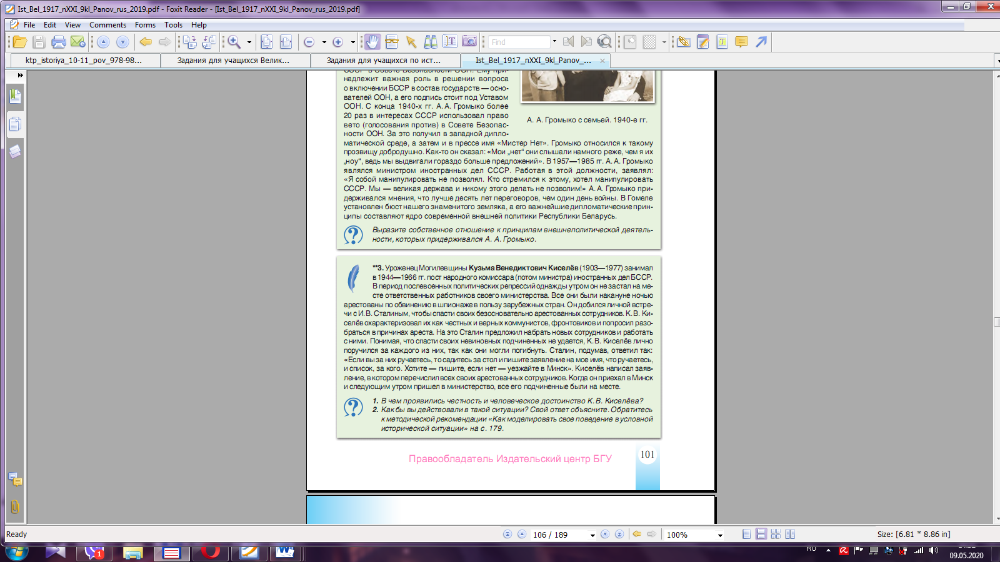 Ist_Bel_1917_nXXI_9kl_Panov_rus_2019.pdf - Foxit Reader - [Ist_Bel_1917_nXXI_9kl_Panov_rus_2019.pdf]
File Edit View Comments Forms Tools Help
Find
ktp_istoriya_10-11_pov_978-98... Задания для учащихся Велик... Задания для учащихся по ист... Ist_Bel_1917_nXXI_9kl_Panov_...
СССР в Совете Безопасности ООН. Ему при-
надлежит важная роль в решении вопроса
о включении БССР в состав государств — осно-
вателей ООН, а его подпись стоит под Уставом
ООН. С конца 1940-х гг. А. А. Громыко более
20 раз в интересах СССР использовал право
вето (голосования против) в Совете Безопас-
ности ООН. За это получил в западной дипло-
А. А. Громыко с семьей. 1940-е гг.
матической среде, а затем и в прессе имя «Мистер Нет». Громыко относился к такому
прозвищу добродушно. Как-то он сказал: «Мои „нет“ они слышали намного реже, чем я их
„ноу“, ведь мы выдвигали гораздо больше предложений». В 1957—1985 гг. А. А. Громыко
являлся министром иностранных дел СССР. Работая в этой должности, заявлял:
«Я собой манипулировать не позволял. Кто стремился к этому, хотел манипулировать
СССР. Мы — великая держава и никому этого делать не позволим!» А. А. Громыко при-
держивался мнения, что лучше десять лет переговоров, чем один день войны. В Гомеле
установлен бюст нашего знаменитого земляка, а его важнейшие дипломатические прин-
ципы составляют ядро современной внешней политики Республики Беларусь.
Выразите собственное отношение к принципам внешнеполитической деятель-
ности, которых придерживался А. А. Громыко.
**3. Уроженец Могилевщины Кузьма Венедиктович Киселёв (1903—1977) занимал
в 1944—1966 гг. пост народного комиссара (потом министра) иностранных дел БССР.
В период послевоенных политических репрессий однажды утром он не застал на ме-
сте ответственных работников своего министерства. Все они были накануне ночью
арестованы по обвинению в шпионаже в пользу зарубежных стран. Он добился личной встре-
чи с И. В. Сталиным, чтобы спасти своих безосновательно арестованных сотрудников. К. В. Ки-
селёв охарактеризовал их как честных и верных коммунистов, фронтовиков и попросил разо-
браться в причинах ареста. На это Сталин предложил набрать новых сотрудников и работать
с ними. Понимая, что спасти своих невиновных подчиненных не удается, К. В. Киселёв лично
поручился за каждого из них, так как они могли погибнуть. Сталин, подумав, ответил так:
«Если вы за них ручаетесь, то садитесь за стол и пишите заявление на мое имя, что ручаетесь,
и список, за кого. Хотите — пишите, если нет — уезжайте в Минск». Киселёв написал заяв-
ление, в котором перечислил всех своих арестованных сотрудников. Когда он приехал в Минск
и следующим утром пришел в министерство, все его подчиненные были на месте.
1. В чем проявились честность и человеческое достоинство К. В. Киселёва?
2. Как бы вы действовали в такой ситуации? Свой ответ объясните. Обратитесь
к методической рекомендации «Как моделировать свое поведение в условной
исторической ситуации» на с. 179.
Правообладатель Издательский центр БГУ
101
Ready 106 / 189 100% Size: [6.81 * 8.86 in]
1
RU
09.05.2020